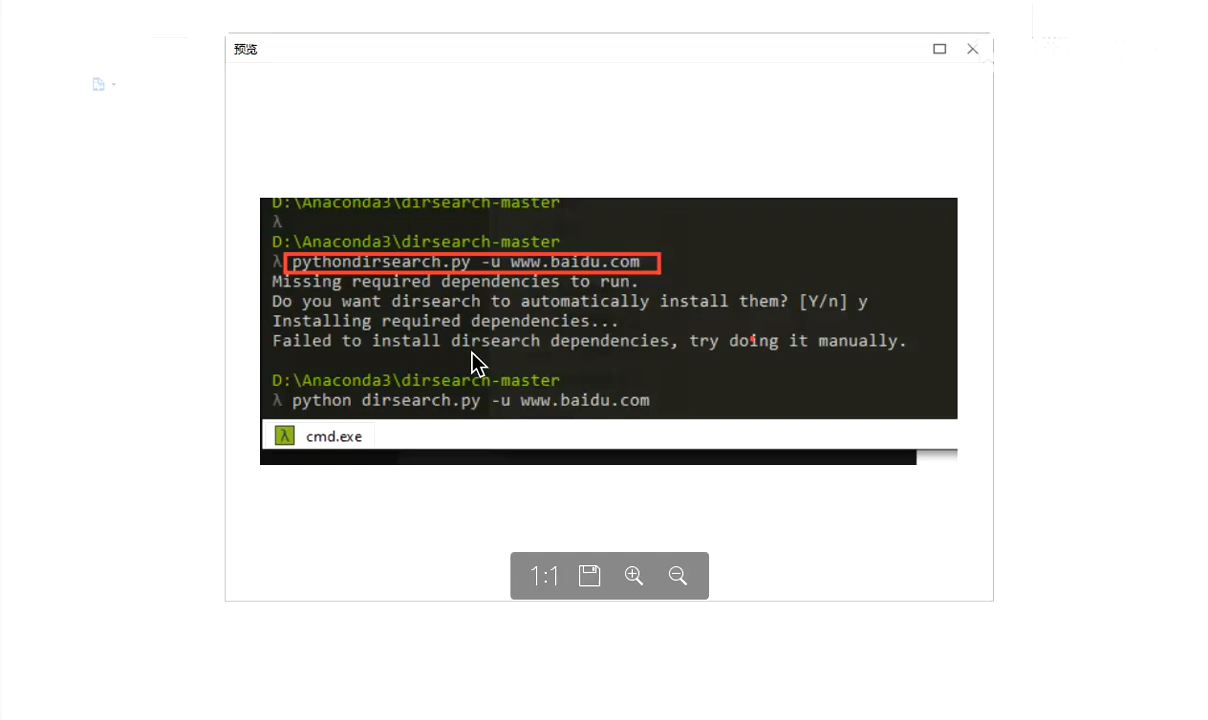 预览
D:\Anaconda3\dirsearch-master
λ
D:\Anaconda3\dirsearch-master
λ pythondirsearch.py -u www.baidu.com
Missing required dependencies to run.
Do you want dirsearch to automatically install them? [Y/n] y
Installing required dependencies...
Failed to install dirsearch dependencies, try doing it manually.
D:\Anaconda3\dirsearch-master
λ python dirsearch.py -u www.baidu.com
λ cmd.exe
1:1